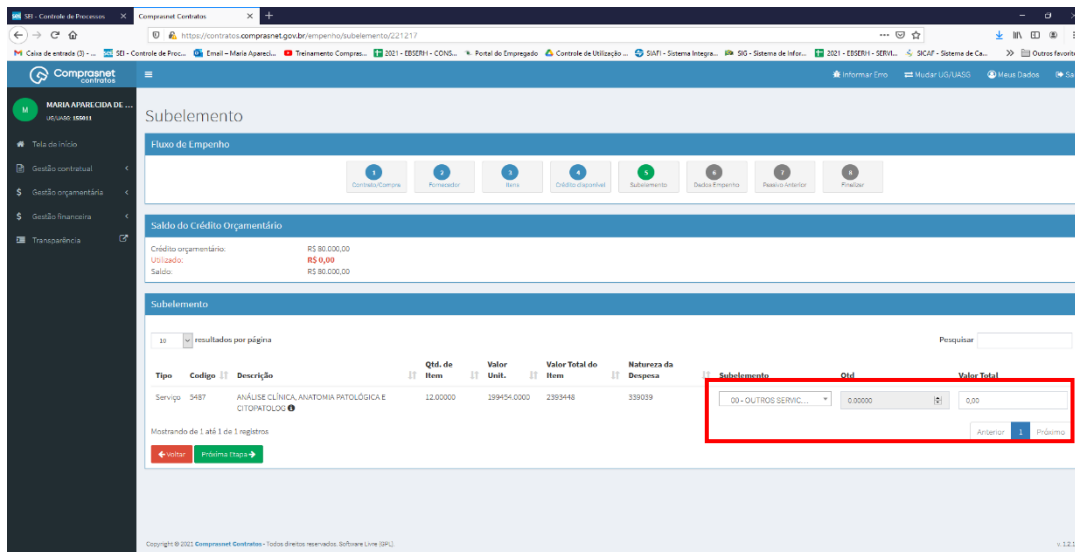 SEI - Controle de Processos
Comprasnet Contratos
https://contratos.comprasnet.gov.br/empenho/subelemento/221217
Caixa de entrada (3) - ... SEI - Controle de Proc... Email – Maria Apareci... Treinamento Compras... 2021 - EBSERH - CONS... Portal do Empregado Controle de Utilização ... SIAFI - Sistema Integra... SIG - Sistema de Infor... 2021 - EBSERH - SERVI... SICAF - Sistema de Ca... Outros favorit
Comprasnet
contratos
Informar Erro Mudar UG/UASG Meus Dados Sa
M
MARIA APARECIDA DE ...
UG/UASG: 155011
Tela de início
Gestão contratual
Gestão orçamentária
Gestão financeira
Transparência
Subelemento
Fluxo de Empenho
1 2 3 4 5 6 7 8
Contrato/Compra Fornecedor Itens Crédito disponível Subelemento Dados Empenho Passivo Anterior Finalizar
Saldo do Crédito Orçamentário
Crédito orçamentário: R$ 80.000,00
Utilizado: R$ 0,00
Saldo: R$ 80.000,00
Subelemento
10 resultados por página
Pesquisar
Tipo Codigo Descrição Qtd. de Item Valor Unit. Valor Total do Item Natureza da Despesa Subelemento Qtd Valor Total
Serviço 5487 ANÁLISE CLÍNICA, ANATOMIA PATOLÓGICA E CITOPATOLOG 12.00000 199454.0000 2393448 339039 00 - OUTROS SERVIC... 0.00000 0,00
Mostrando de 1 até 1 de 1 registros
Anterior 1 Próximo
Voltar Próxima Etapa
Copyright © 2021 Comprasnet Contratos - Todos direitos reservados. Software Livre (GPL).